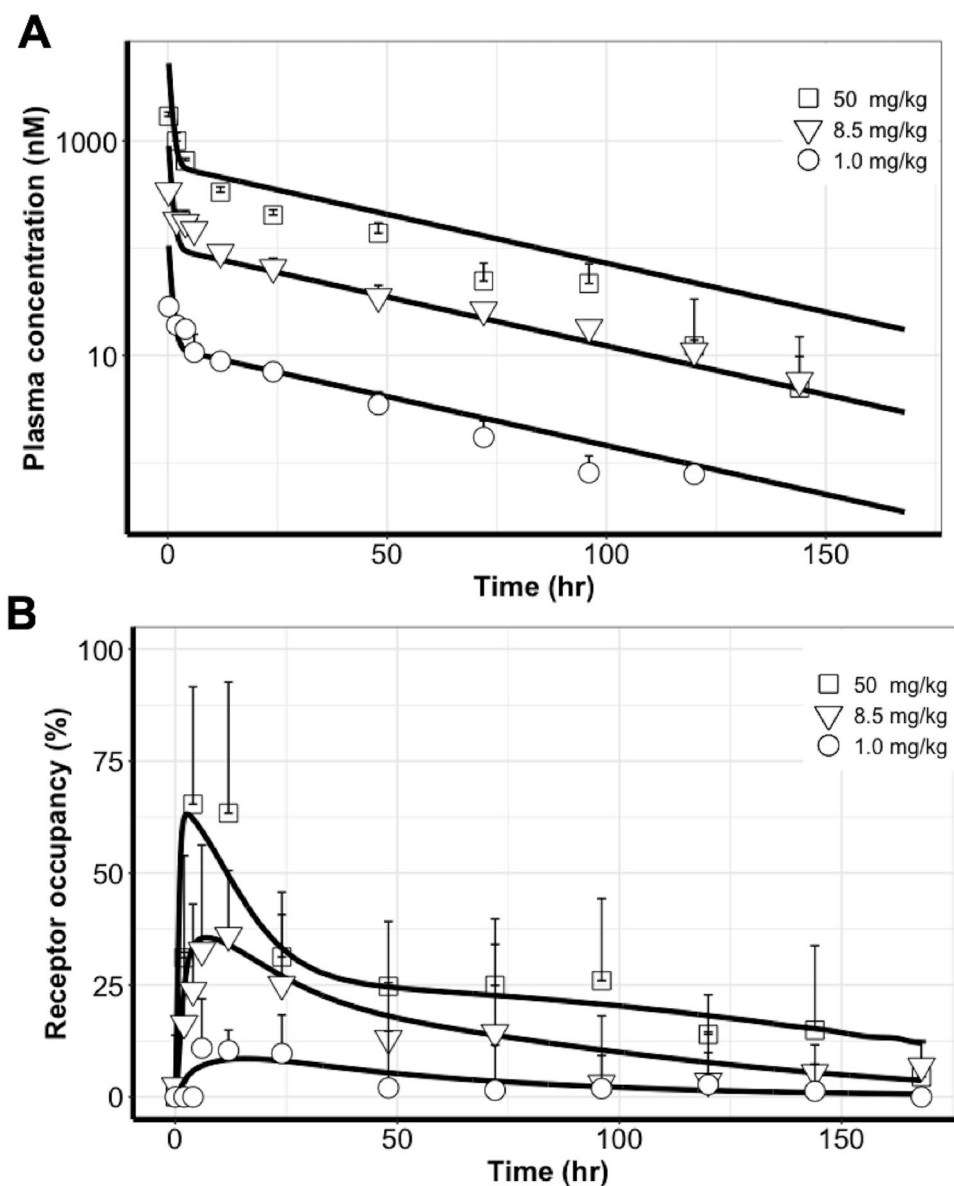 A
Plasma concentration (nM)
1000
10
50 mg/kg
8.5 mg/kg
1.0 mg/kg
0
50
100
150
Time (hr)
B
Receptor occupancy (%)
100
75
50
25
0
50 mg/kg
8.5 mg/kg
1.0 mg/kg
0
50
100
150
Time (hr)